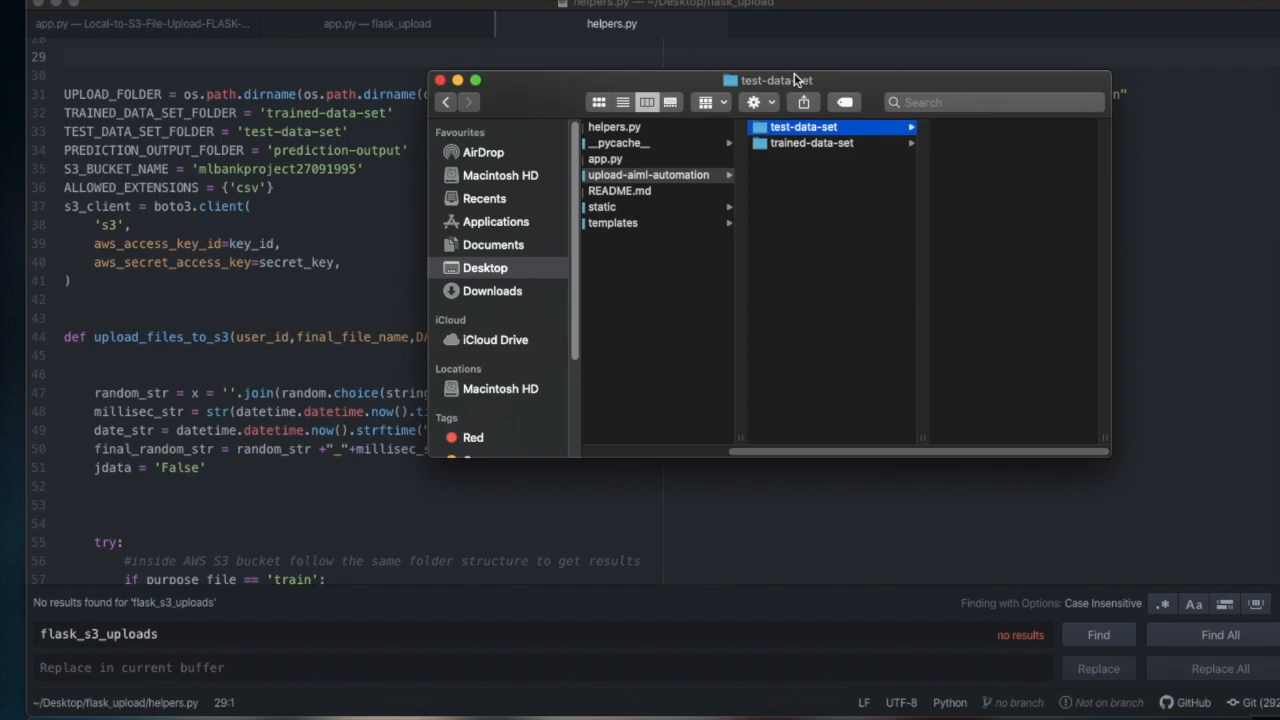 helpers.py — ~/Desktop/flask_upload
app.py — Local-to-S3-File-Upload-FLASK-...
app.py — flask_upload
helpers.py
28
29
30
31 UPLOAD_FOLDER = os.path.dirname(os.path.dirname(
32 TRAINED_DATA_SET_FOLDER = 'trained-data-set'
33 TEST_DATA_SET_FOLDER = 'test-data-set'
34 PREDICTION_OUTPUT_FOLDER = 'prediction-output'
35 S3_BUCKET_NAME = 'mlbankproject27091995'
36 ALLOWED_EXTENSIONS = {'csv'}
37 s3_client = boto3.client(
38 's3',
39 aws_access_key_id=key_id,
40 aws_secret_access_key=secret_key,
41 )
42
43
44 def upload_files_to_s3(user_id,final_file_name,
45
46
47 random_str = x = ''.join(random.choice(string
48 millisec_str = str(datetime.datetime.now().
49 date_str = datetime.datetime.now().strftime(
50 final_random_str = random_str +"_"+millisec_s
51 jdata = 'False'
52
53
54
55 try:
56 #inside AWS S3 bucket follow the same folder structure to get results
57 if purpose_file == 'train':
test-data-set
Search
Favourites
AirDrop
Macintosh HD
Recents
Applications
Documents
Desktop
Downloads
iCloud
iCloud Drive
Locations
Macintosh HD
Tags
Red
helpers.py
__pycache__
app.py
upload-aiml-automation
README.md
static
templates
test-data-set
trained-data-set
No results found for 'flask_s3_uploads'
Finding with Options: Case Insensitive
.* Aa
flask_s3_uploads
no results
Find
Find All
Replace in current buffer
Replace
Replace All
~/Desktop/flask_upload/helpers.py 29:1
LF UTF-8 Python no branch Not on branch GitHub Git (292